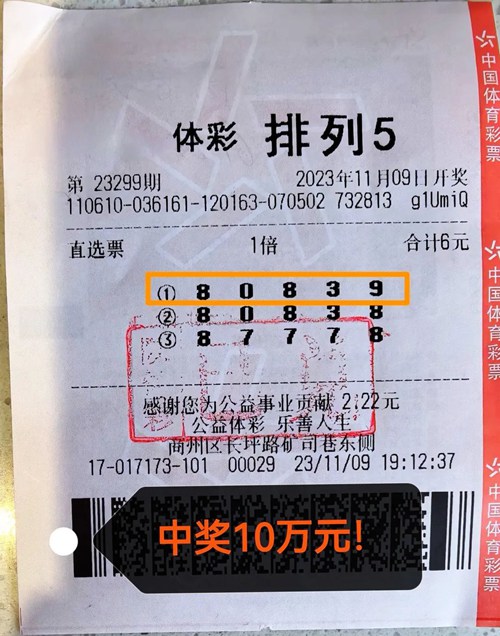 体彩 排列5
第 23299期 2023年11月09日开奖
110610-036161-120163-070502 732813 g1UmiQ
直选票 1倍 合计6元
① 8 0 8 3 9
② 8 0 8 3 8
③ 8 7 7 7 8
感谢您为公益事业贡献 2.22元
公益体彩 乐善人生
商州区长坪路矿司巷东侧
17-017173-101 00029 23/11/09 19:12:37
中奖10万元!
中国体育彩票
中国体育彩票
中国体育彩票